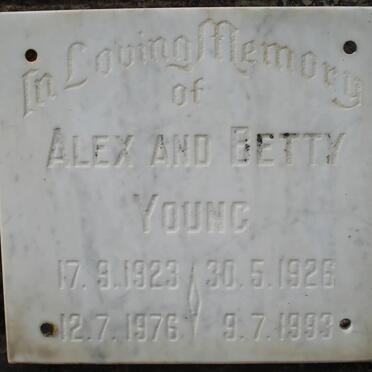 In Loving Memory
of
ALEX AND BETTY
YOUNG
17.9.1923 30.5.1926
12.7.1976 9.7.1993